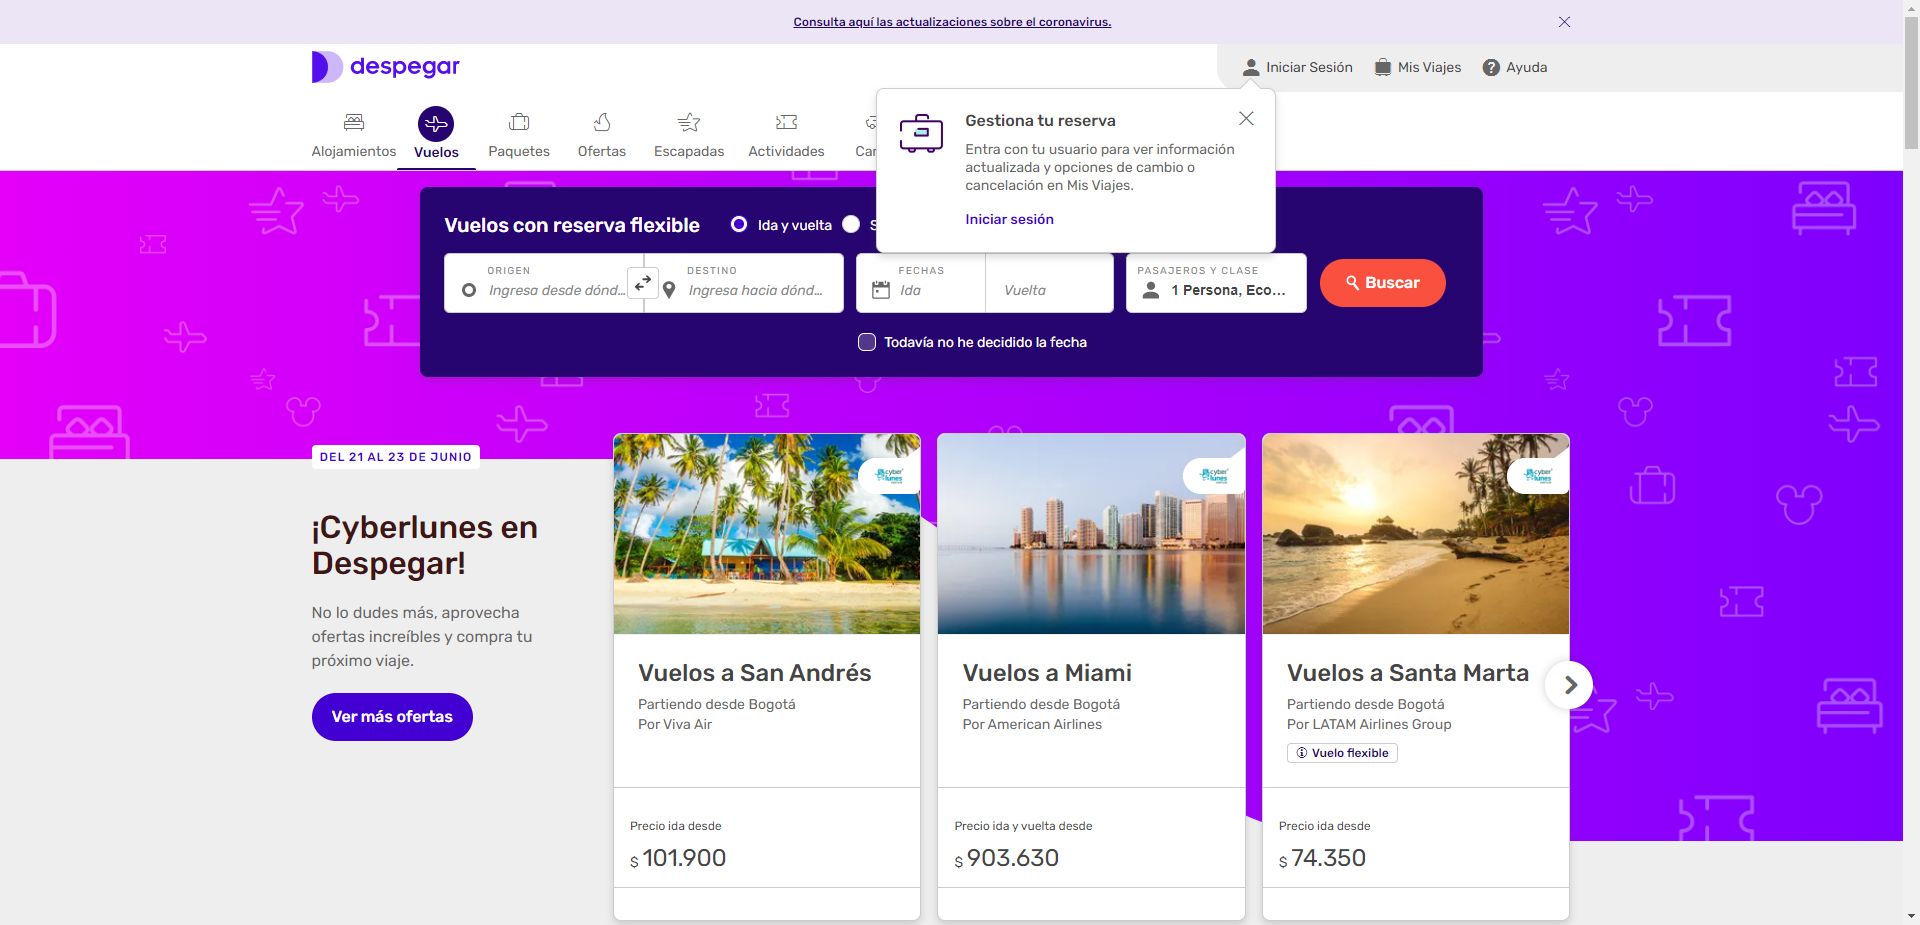 Consulta aquí las actualizaciones sobre el coronavirus.
despegar
Iniciar Sesión
Mis Viajes
Ayuda
Alojamientos
Vuelos
Paquetes
Ofertas
Escapadas
Actividades
Gestiona tu reserva
Entra con tu usuario para ver información
actualizada y opciones de cambio o
cancelación en Mis Viajes.
Iniciar sesión
Vuelos con reserva flexible
Ida y vuelta
ORIGEN
Ingresa desde dónd...
DESTINO
Ingresa hacia dónd...
FECHAS
Ida
Vuelta
PASAJEROS Y CLASE
1 Persona, Eco...
Buscar
Todavía no he decidido la fecha
DEL 21 AL 23 DE JUNIO
¡Cyberlunes en
Despegar!
No lo dudes más, aprovecha
ofertas increíbles y compra tu
próximo viaje.
Ver más ofertas
cyber
lunes
Vuelos a San Andrés
Partiendo desde Bogotá
Por Viva Air
Precio ida desde
$ 101.900
cyber
lunes
Vuelos a Miami
Partiendo desde Bogotá
Por American Airlines
Precio ida y vuelta desde
$ 903.630
cyber
lunes
Vuelos a Santa Marta
Partiendo desde Bogotá
Por LATAM Airlines Group
Vuelo flexible
Precio ida desde
$ 74.350